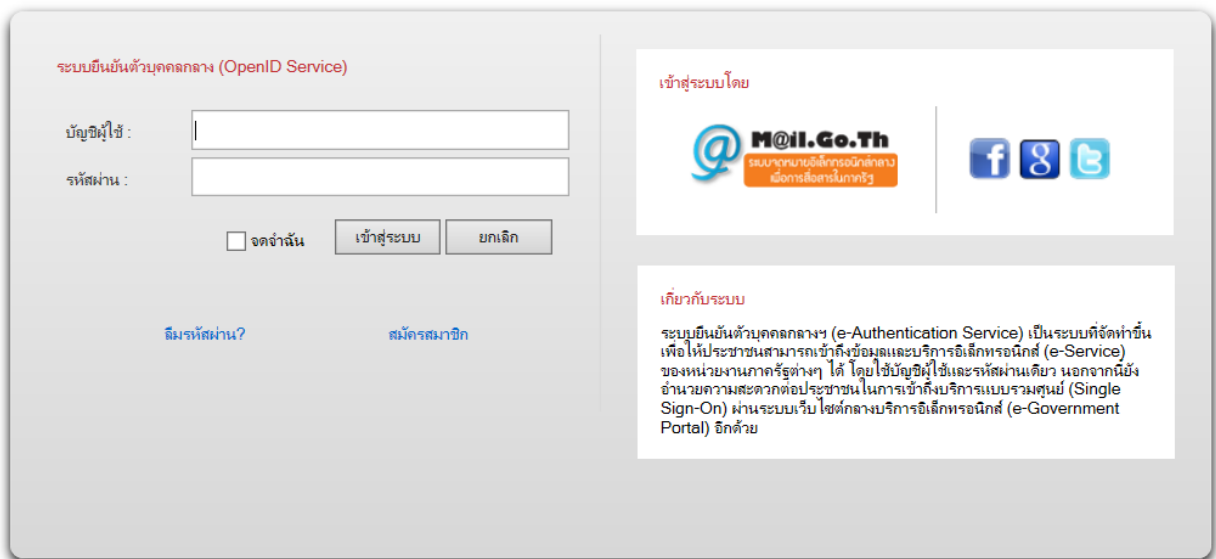 ระบบยืนยันตัวบุคคลกลาง (OpenID Service)
บัญชีผู้ใช้ :
รหัสผ่าน :
จดจำฉัน
เข้าสู่ระบบ
ยกเลิก
ลืมรหัสผ่าน?
สมัครสมาชิก
เข้าสู่ระบบโดย
M@il.Go.Th
ระบบจดหมายอิเล็กทรอนิกส์กลาง
เพื่อการสื่อสารในภาครัฐ
เกี่ยวกับระบบ
ระบบยืนยันตัวบุคคลกลางฯ (e-Authentication Service) เป็นระบบที่จัดทำขึ้น
เพื่อให้ประชาชนสามารถเข้าถึงข้อมูลและบริการอิเล็กทรอนิกส์ (e-Service)
ของหน่วยงานภาครัฐต่างๆ ได้ โดยใช้บัญชีผู้ใช้และรหัสผ่านเดียว นอกจากนี้ยัง
อำนวยความสะดวกต่อประชาชนในการเข้าถึงบริการแบบรวมศูนย์ (Single
Sign-On) ผ่านระบบเว็บไซต์กลางบริการอิเล็กทรอนิกส์ (e-Government
Portal) อีกด้วย